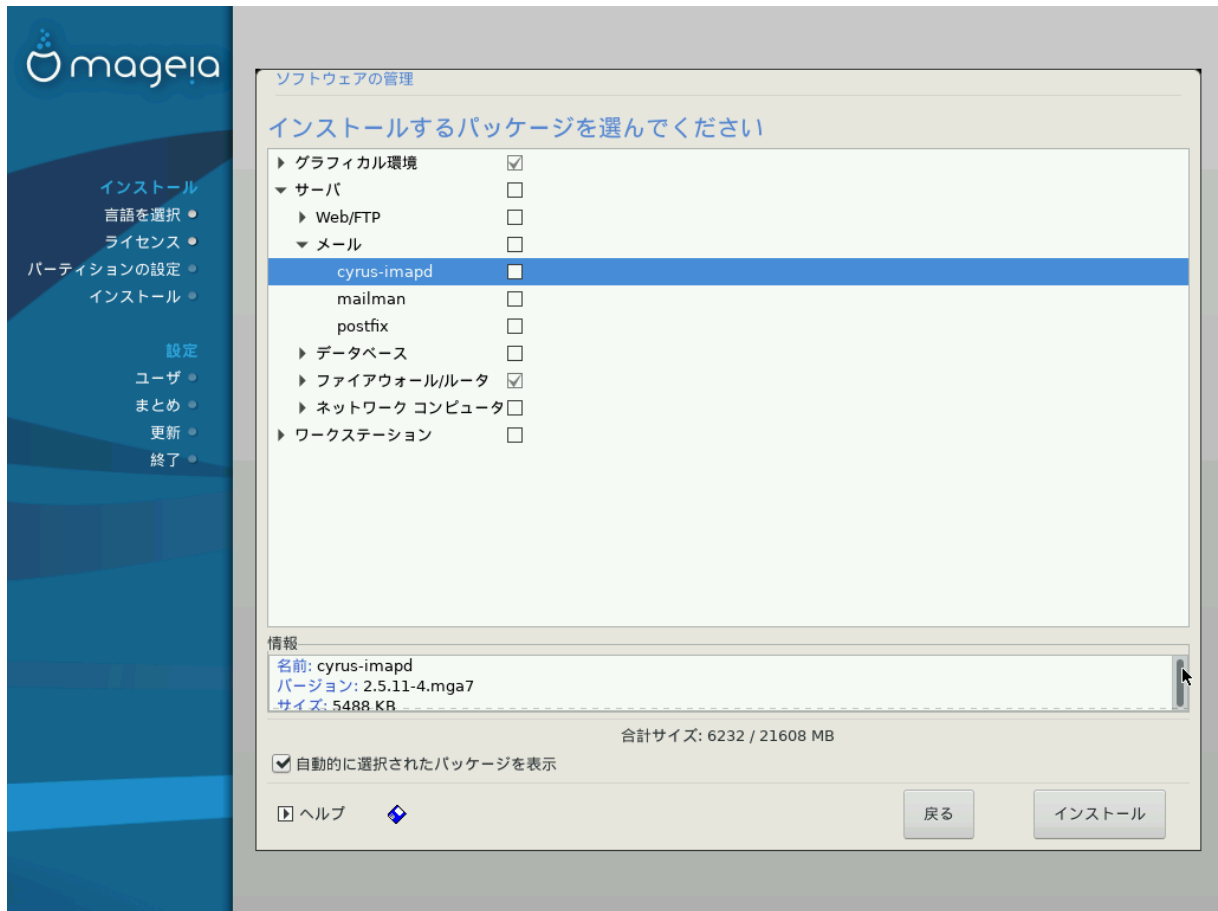 mageia
インストール
言語を選択
ライセンス
パーティションの設定
インストール
設定
ユーザ
まとめ
更新
終了
ソフトウェアの管理
インストールするパッケージを選んでください
グラフィカル環境
サーバ
Web/FTP
メール
cyrus-imapd
mailman
postfix
データベース
ファイアウォール/ルータ
ネットワーク コンピュータ
ワークステーション
情報
名前: cyrus-imapd
バージョン: 2.5.11-4.mga7
サイズ: 5488 KB
合計サイズ: 6232 / 21608 MB
自動的に選択されたパッケージを表示
ヘルプ
戻る
インストール